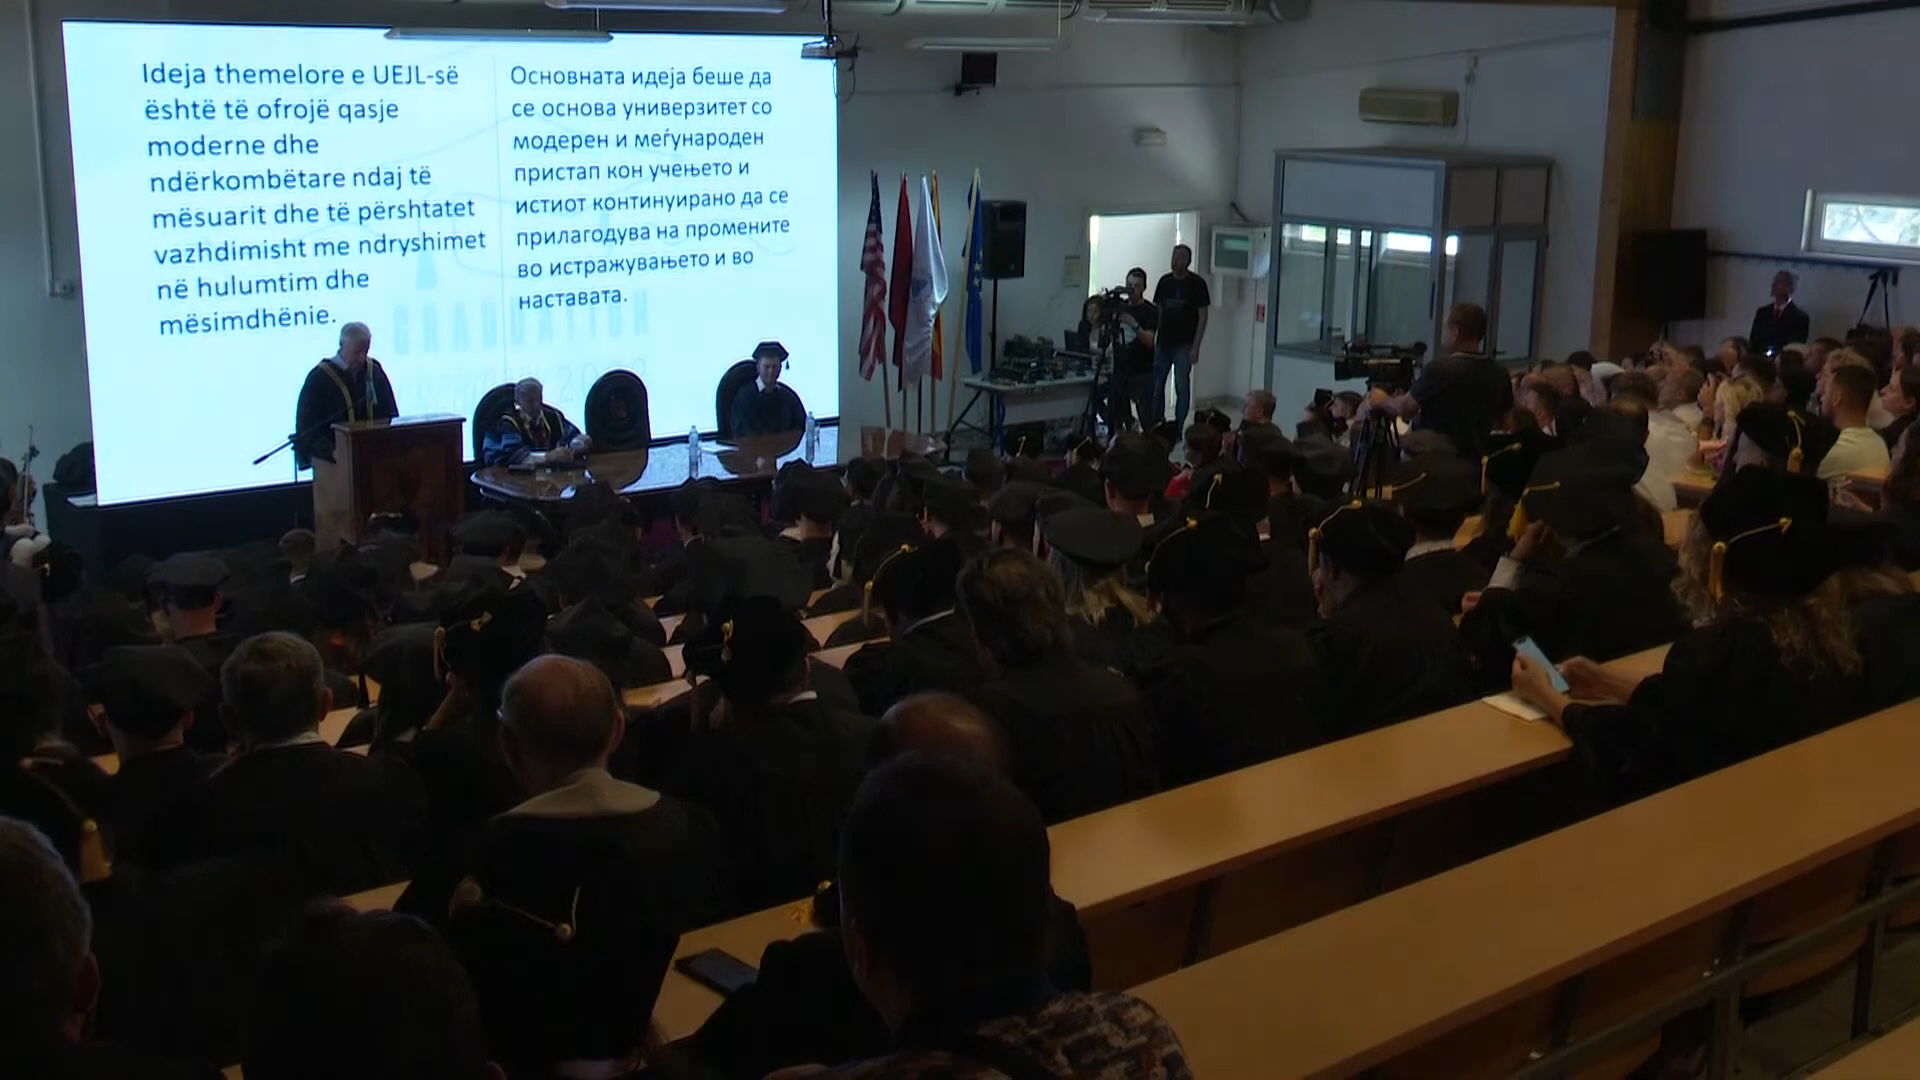 Ideja themelore e UEJL-së
është të ofrojë qasje
moderne dhe
ndërkombëtare ndaj të
mësuarit dhe të përshtatet
vazhdimisht me ndryshimet
në hulumtim dhe
mësimdhënie.
Основната идеја беше да
се основа универзитет со
модерен и меѓународен
пристап кон учењето и
истиот континуирано да се
прилагодува на промените
во истражувањето и во
наставата.
GRADUATION